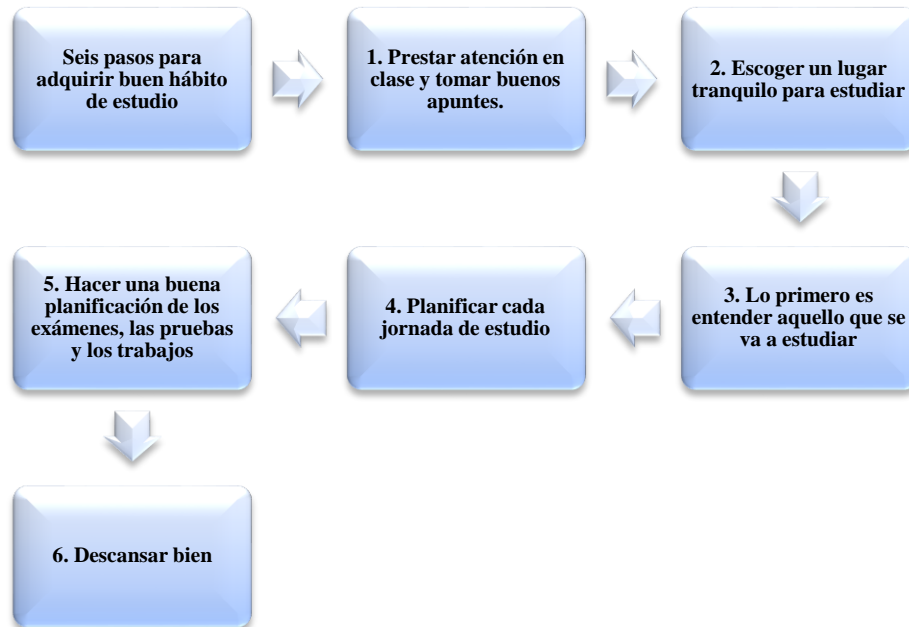 Seis pasos para
adquirir buen hábito
de estudio
1. Prestar atención en
clase y tomar buenos
apuntes.
2. Escoger un lugar
tranquilo para estudiar
3. Lo primero es
entender aquello que se
va a estudiar
4. Planificar cada
jornada de estudio
5. Hacer una buena
planificación de los
exámenes, las pruebas
y los trabajos
6. Descansar bien